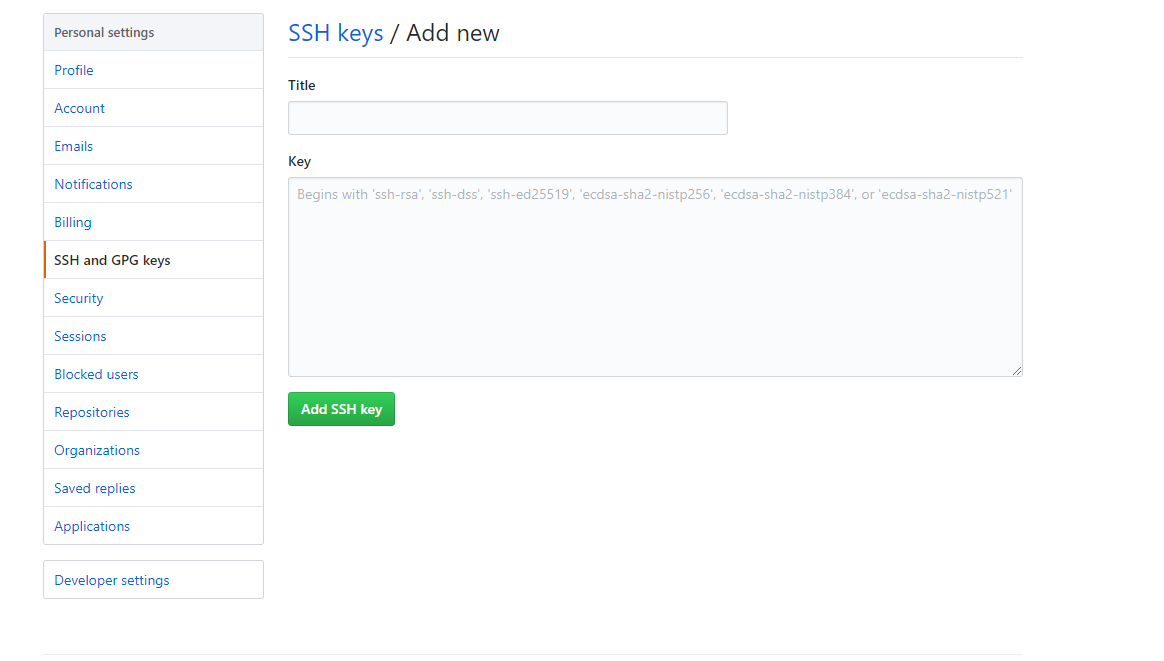 Personal settings
Profile
Account
Emails
Notifications
Billing
SSH and GPG keys
Security
Sessions
Blocked users
Repositories
Organizations
Saved replies
Applications
Developer settings
SSH keys / Add new
Title
Key
Begins with 'ssh-rsa', 'ssh-dss', 'ssh-ed25519', 'ecdsa-sha2-nistp256', 'ecdsa-sha2-nistp384', or 'ecdsa-sha2-nistp521'
Add SSH key